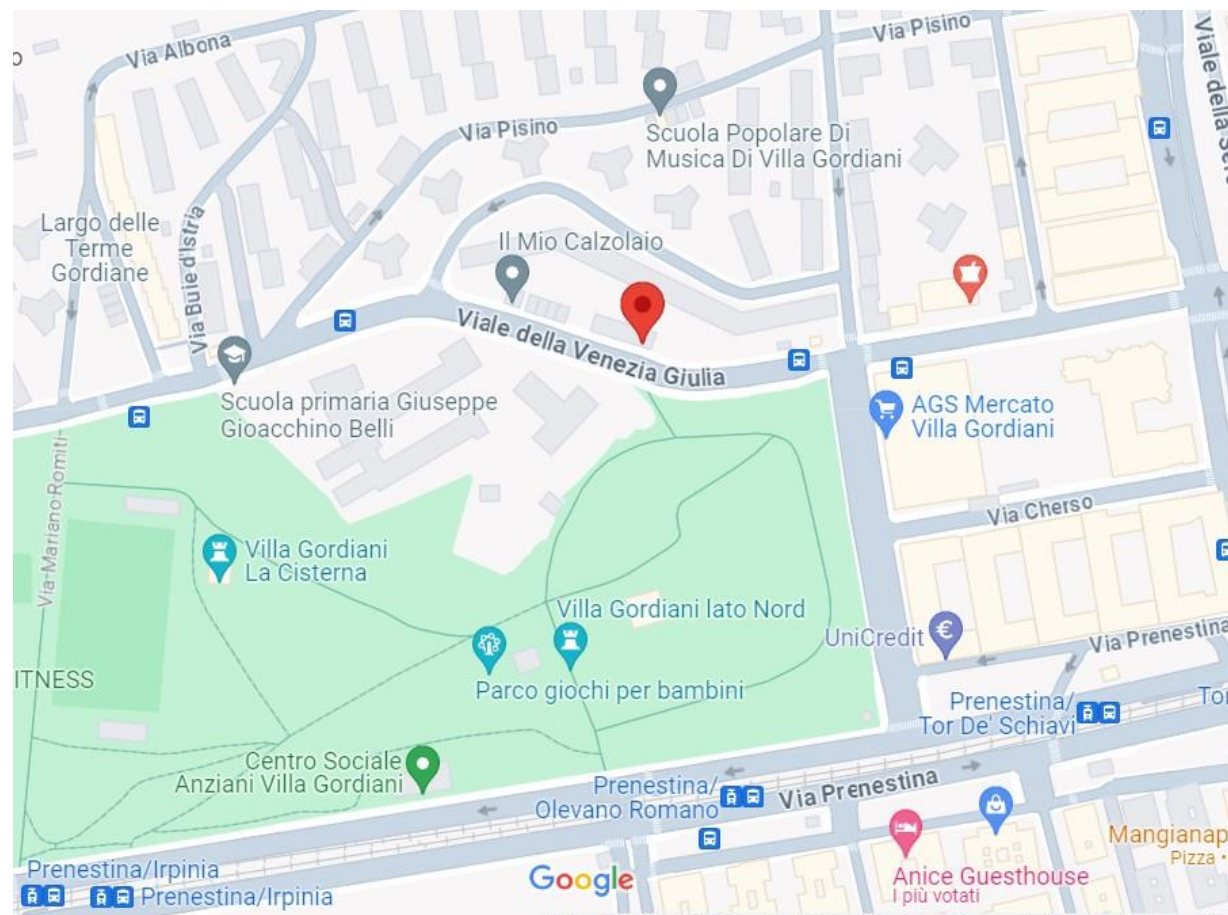 Via Albona
Via Pisino
Viale della
Via Pisino
Scuola Popolare Di
Musica Di Villa Gordiani
Largo delle
Terme
Gordiane
Via Buie d'Istria
Il Mio Calzolaio
Viale della Venezia Giulia
Scuola primaria Giuseppe
Gioacchino Belli
AGS Mercato
Villa Gordiani
Via Mariano Romiti
Via Cherso
Villa Gordiani
La Cisterna
Villa Gordiani lato Nord
UniCredit
€
Via Prenestina
ITNESS
Parco giochi per bambini
Prenestina/
Tor De' Schiavi
Tor
Centro Sociale
Anziani Villa Gordiani
Prenestina/
Olevano Romano
Via Prenestina
Mangianap
Pizza •
Prenestina/Irpinia
Prenestina/Irpinia
Google
Anice Guesthouse
I più votati